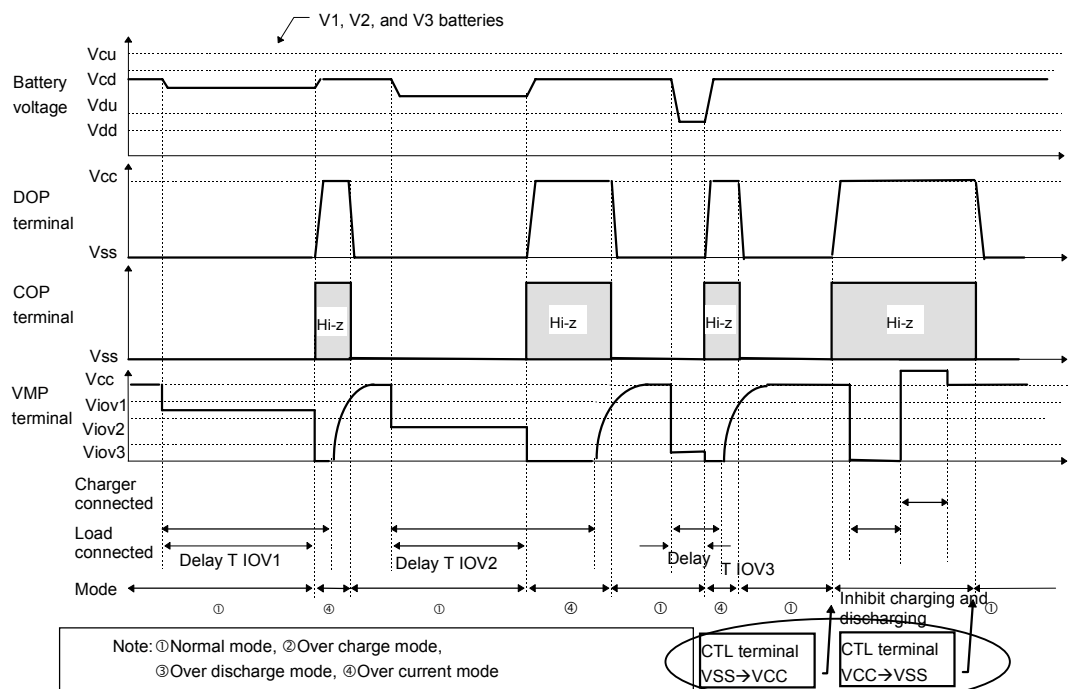 V1, V2, and V3 batteries
Battery voltage
Vcu
Vcd
Vdu
Vdd
DOP terminal
Vcc
Vss
COP terminal
Hi-z
Hi-z
Hi-z
Hi-z
Vss
VMP terminal
Vcc
Viov1
Viov2
Viov3
Charger connected
Load connected
Delay T IOV1
Delay T IOV2
Delay
T IOV3
Mode
①
④
①
④
①
④
①
Inhibit charging and discharging
①
Note: ①Normal mode, ②Over charge mode,
③Over discharge mode, ④Over current mode
CTL terminal
VSS→VCC
CTL terminal
VCC→VSS